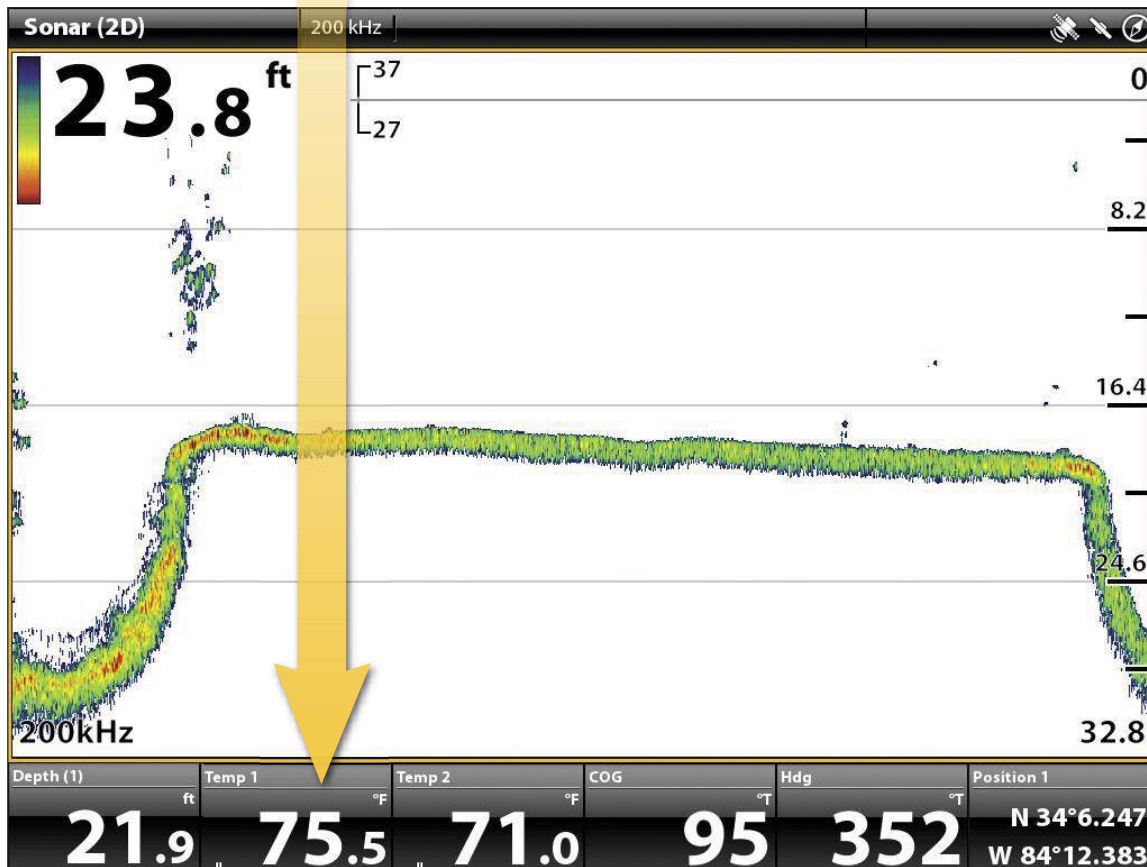 Sonar (2D)
200 kHz
23.8 ft
37
27
0
8.2
16.4
24.6
200kHz
32.8
Depth (1)
ft
21.9
Temp 1
°F
75.5
Temp 2
°F
71.0
COG
°T
95
Hdg
°T
352
Position 1
N 34°6.247
W 84°12.383